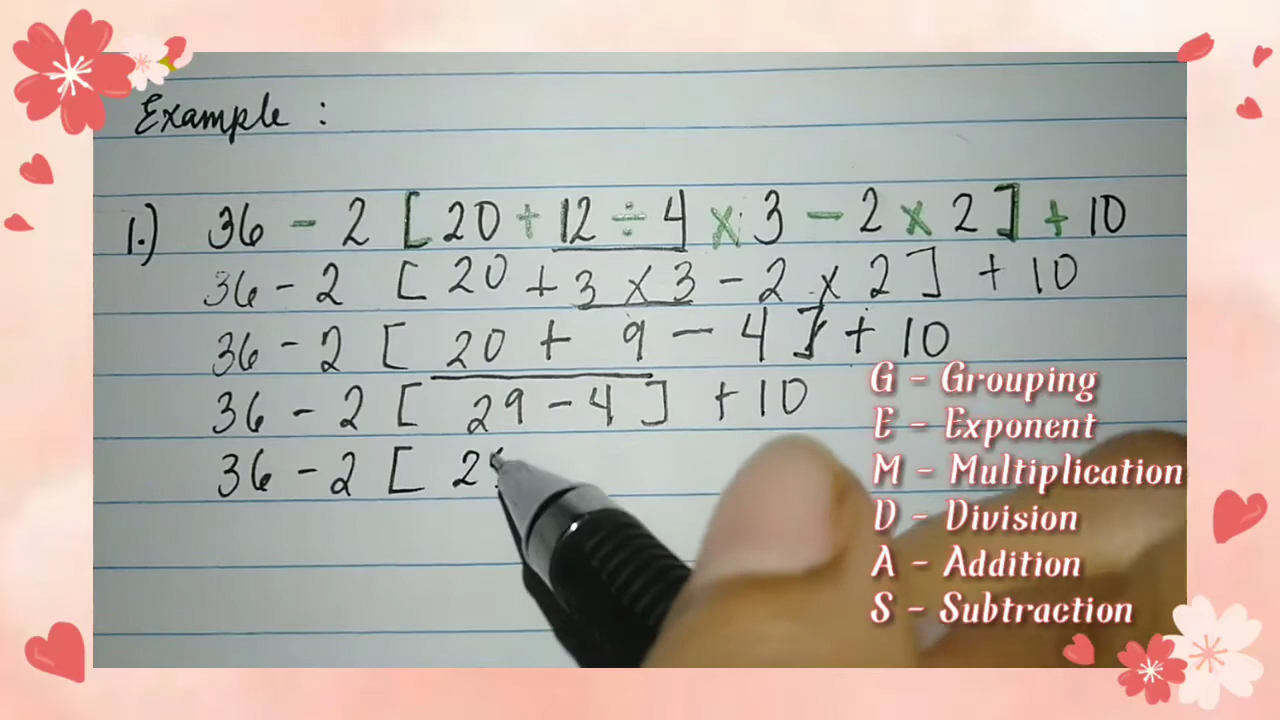 Example :
1.) 36 - 2 [ 20 + 12 ÷ 4 x 3 - 2 x 2 ] + 10
36 - 2 [ 20 + 3 x 3 - 2 x 2 ] + 10
36 - 2 [ 20 + 9 - 4 ] + 10
36 - 2 [ 29 - 4 ] + 10
36 - 2 [ 2
G - Grouping
E - Exponent
M - Multiplication
D - Division
A - Addition
S - Subtraction